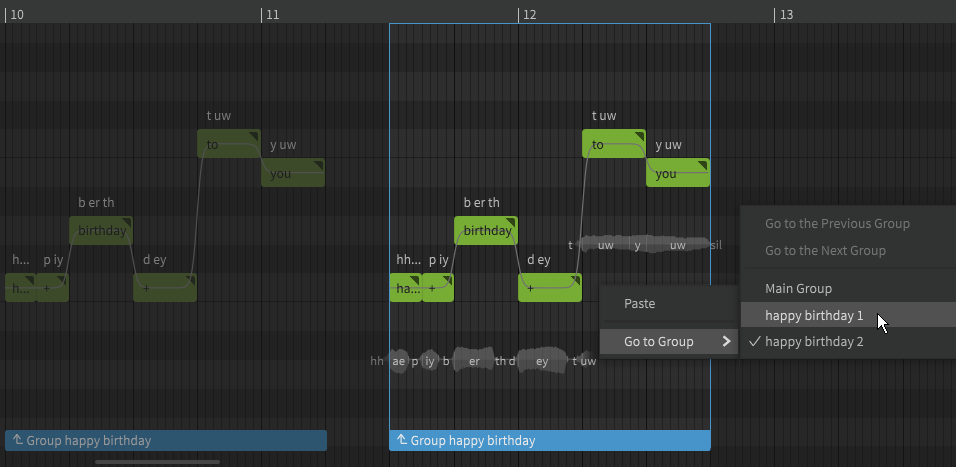 10 11 12 13
t uw t uw
to y uw to y uw
you you
b er th b er th
birthday birthday
t uw y uw sil
h... p iy d ey hh... p iy d ey
h... + + ha... + +
hh ae p iy b er th d ey t uw
Group happy birthday Group happy birthday
Paste
Go to Group
Go to the Previous Group
Go to the Next Group
Main Group
happy birthday 1
happy birthday 2